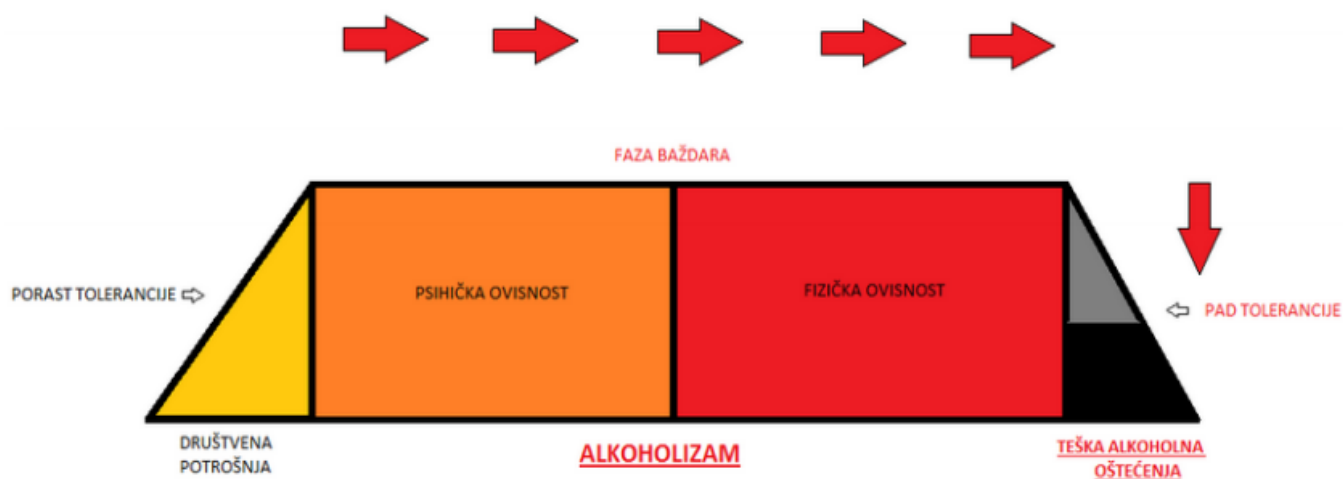 FAZA BAŽDARA
PORAST TOLERANCIJE
PSIHIČKA OVISNOST
FIZIČKA OVISNOST
PAD TOLERANCIJE
DRUŠTVENA
POTROŠNJA
ALKOHOLIZAM
TEŠKA ALKOHOLNA
OŠTEĆENJA